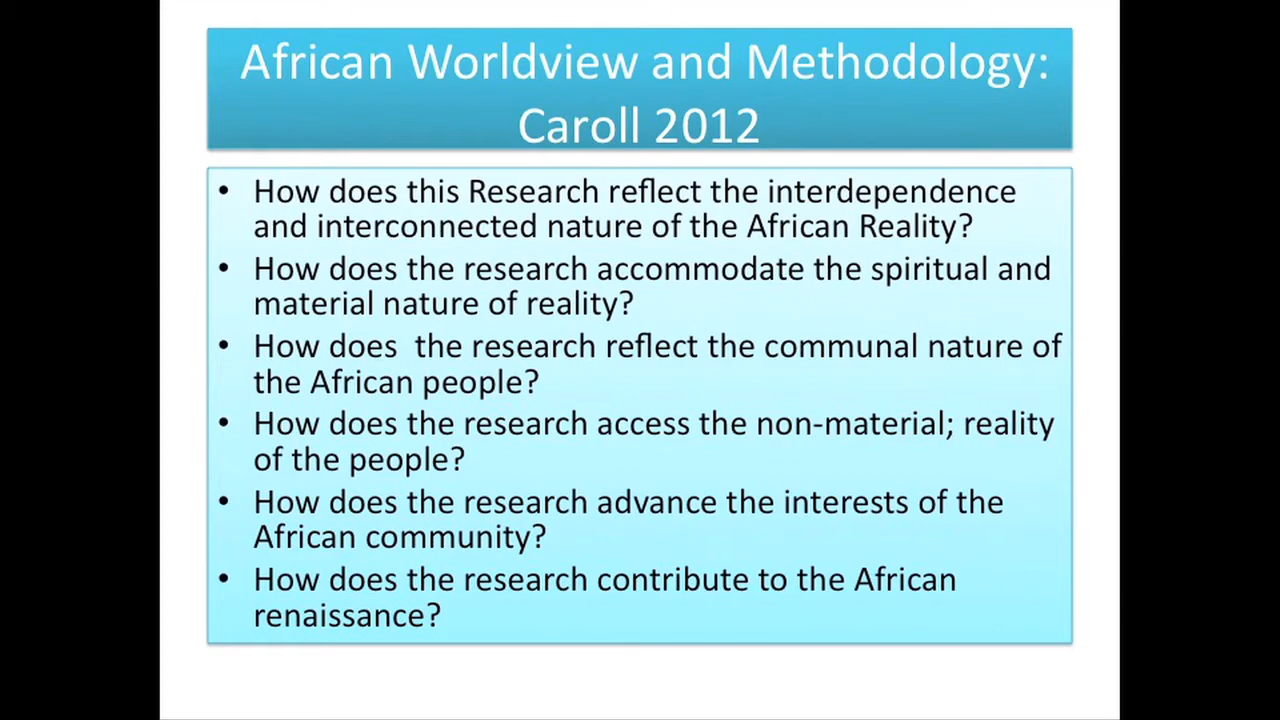 African Worldview and Methodology:
Caroll 2012
• How does this Research reflect the interdependence
and interconnected nature of the African Reality?
• How does the research accommodate the spiritual and
material nature of reality?
• How does  the research reflect the communal nature of
the African people?
• How does the research access the non-material; reality
of the people?
• How does the research advance the interests of the
African community?
• How does the research contribute to the African
renaissance?